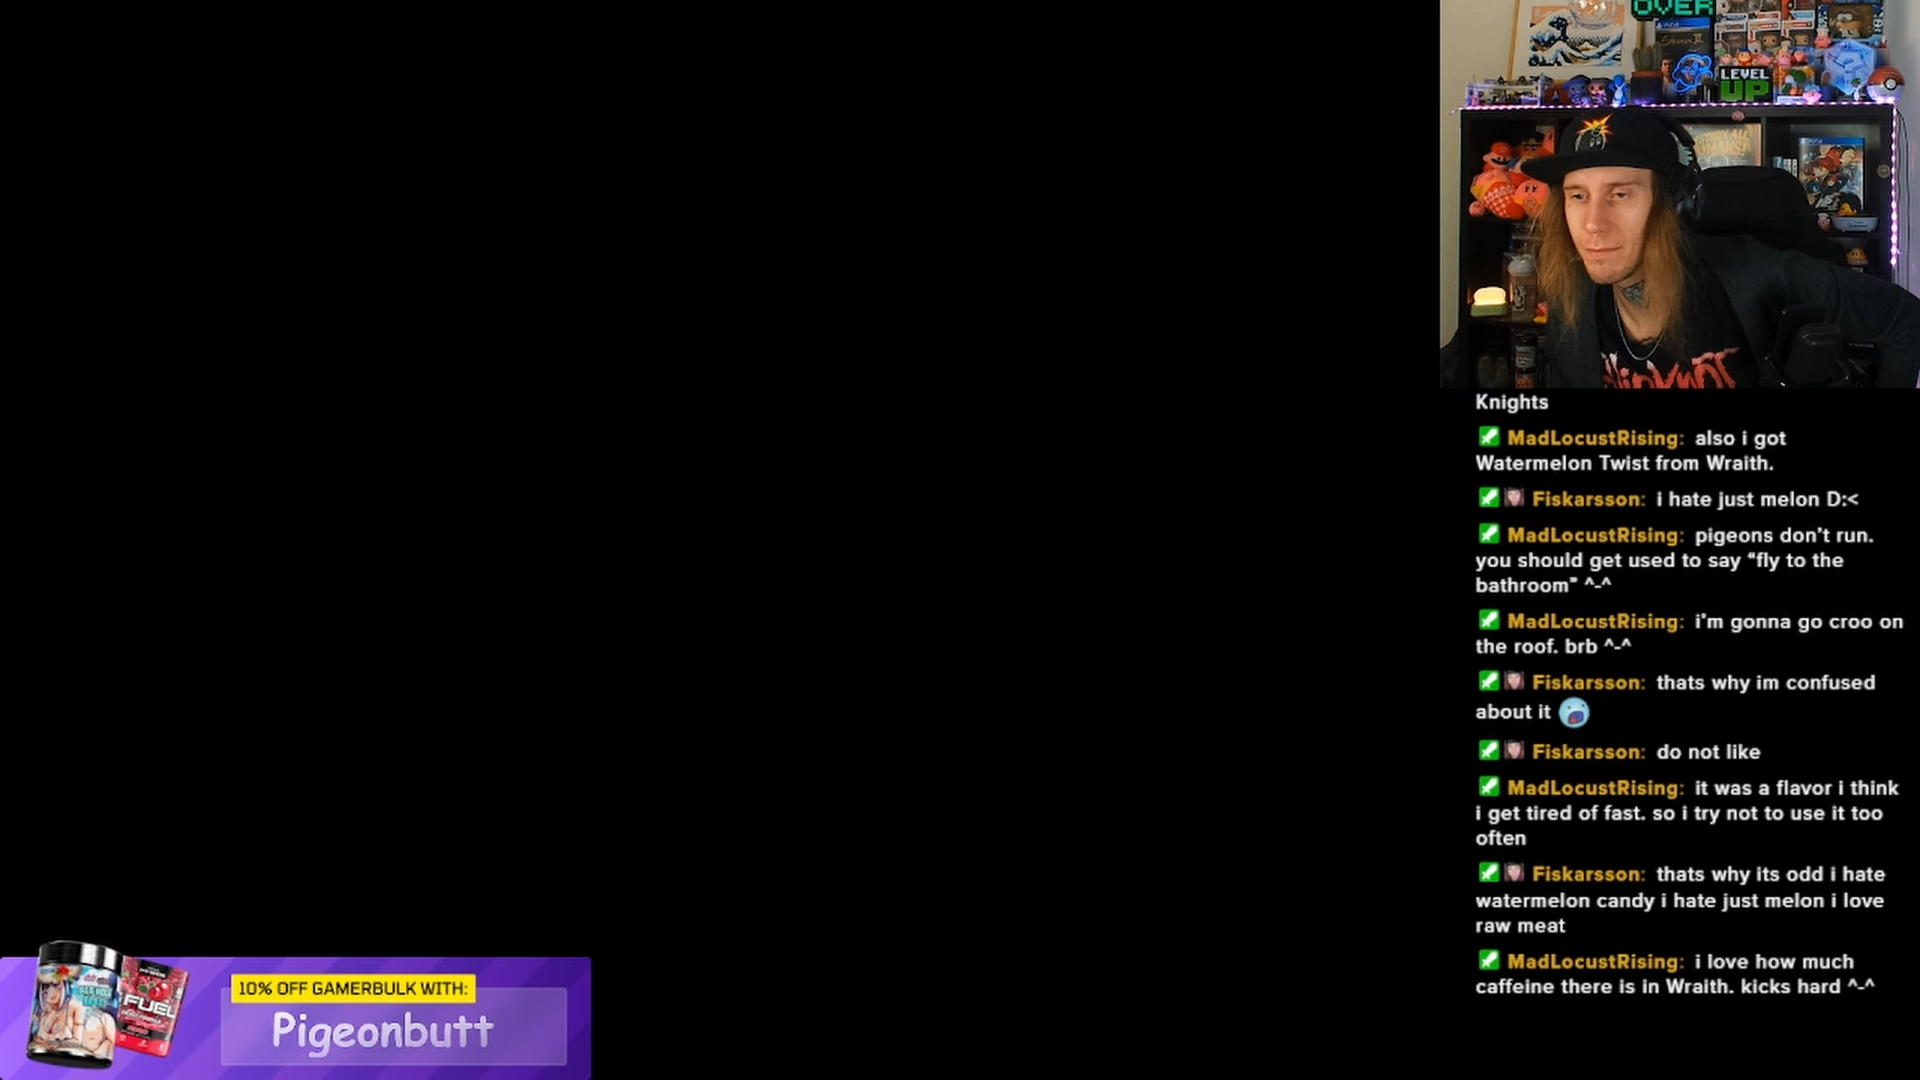 OVER
LEVEL
UP
Knights
MadLocustRising: also i got
Watermelon Twist from Wraith.
Fiskarsson: i hate just melon D:<
MadLocustRising: pigeons don't run.
you should get used to say "fly to the
bathroom" ^-^
MadLocustRising: i'm gonna go croo on
the roof. brb ^-^
Fiskarsson: thats why im confused
about it
Fiskarsson: do not like
MadLocustRising: it was a flavor i think
i get tired of fast. so i try not to use it too
often
Fiskarsson: thats why its odd i hate
watermelon candy i hate just melon i love
raw meat
MadLocustRising: i love how much
caffeine there is in Wraith. kicks hard ^-^
FUEL
10% OFF GAMERBULK WITH:
Pigeonbutt